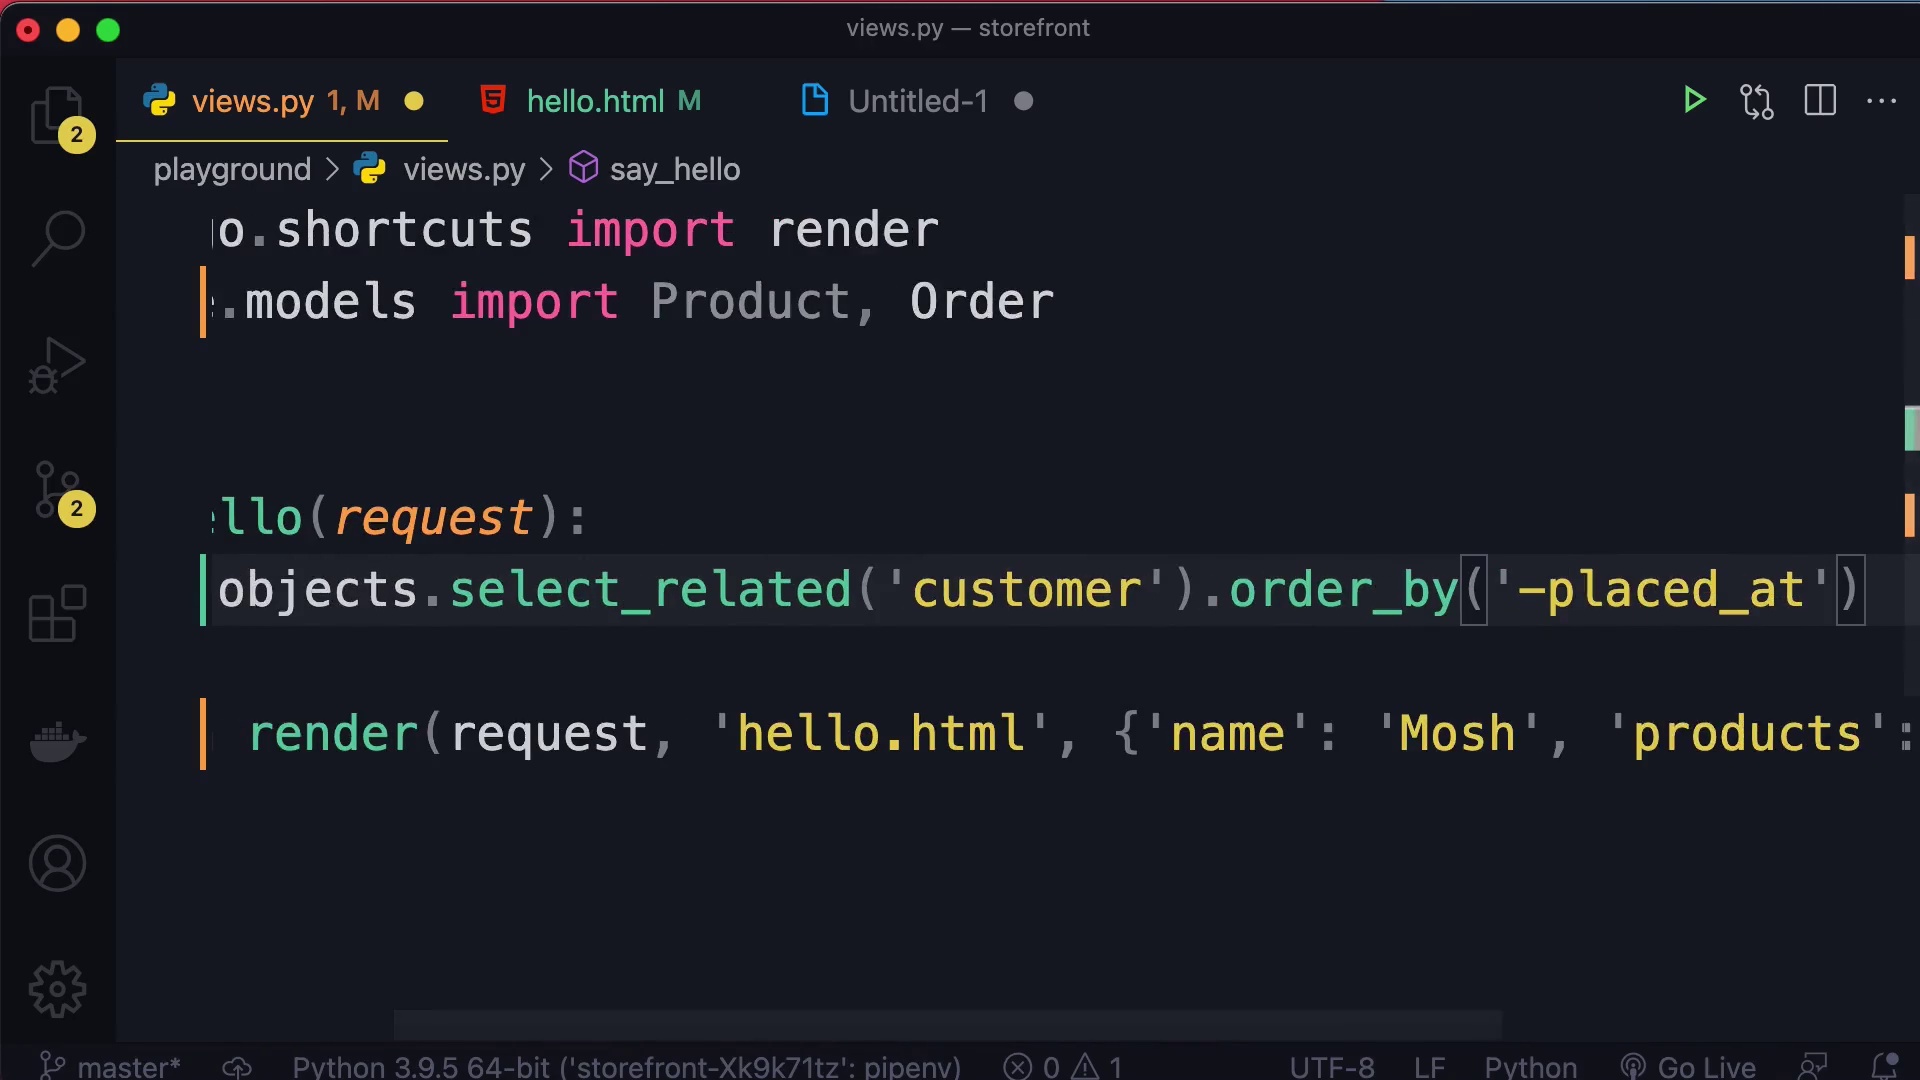 views.py — storefront
views.py 1, M
hello.html M
Untitled-1
2
playground > views.py > say_hello
o.shortcuts import render
.models import Product, Order
llo(request):
2
objects.select_related('customer').order_by('-placed_at')
render(request, 'hello.html', {'name': 'Mosh', 'products':
master* Python 3.9.5 64-bit ('storefront-Xk9k71tz': pipenv) 0 1 UTF-8 LF Python Go Live